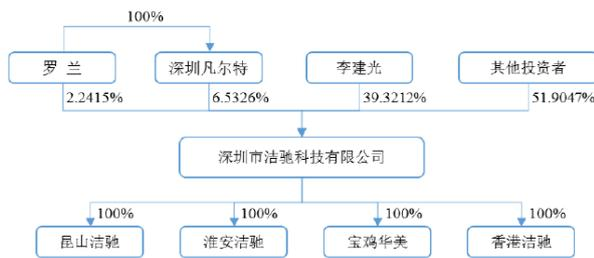 100%
罗 兰
深圳凡尔特
李建光
其他投资者
2.2415%
6.5326%
39.3212%
51.9047%
深圳市洁驰科技有限公司
100%
100%
100%
100%
昆山洁驰
淮安洁驰
宝鸡华美
香港洁驰